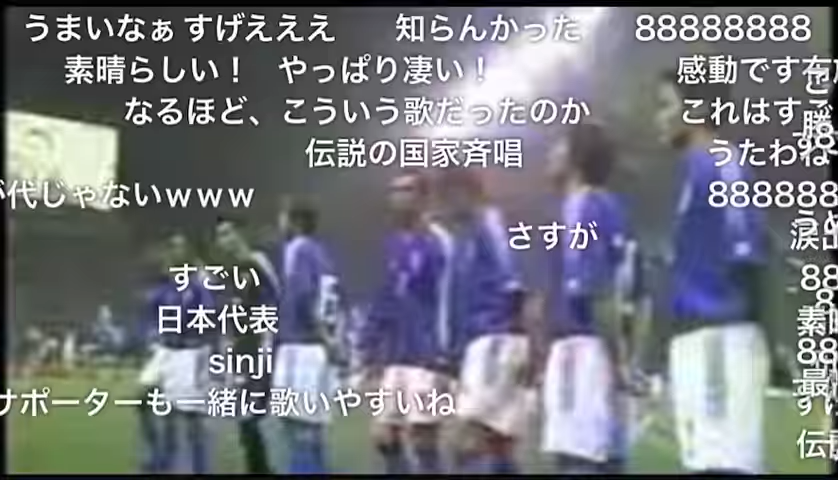 うまいなぁ すげえええ 知らんかった 88888888
素晴らしい！ やっぱり凄い！ 感動です
なるほど、こういう歌だったのか これはすご
伝説の国家斉唱 うたわね
が代じゃないｗｗｗ 888888
さすが 涙出
すごい 88
日本代表 素晴
sinji 88
サポーターも一緒に歌いやすいね 最
伝説